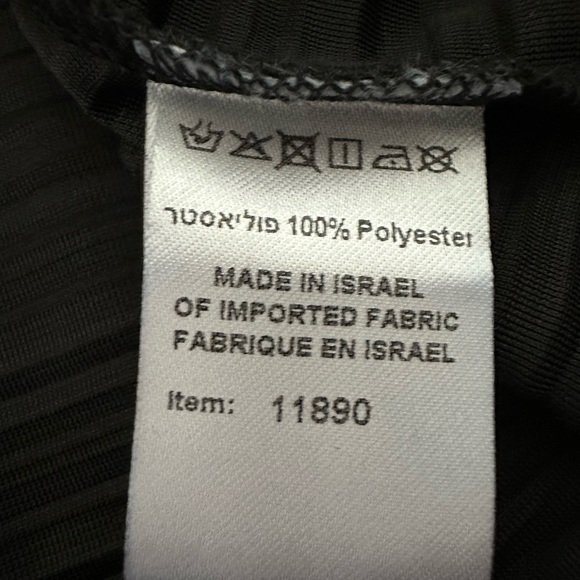 פוליאסטר 100% Polyester
MADE IN ISRAEL
OF IMPORTED FABRIC
FABRIQUE EN ISRAEL
Item: 11890